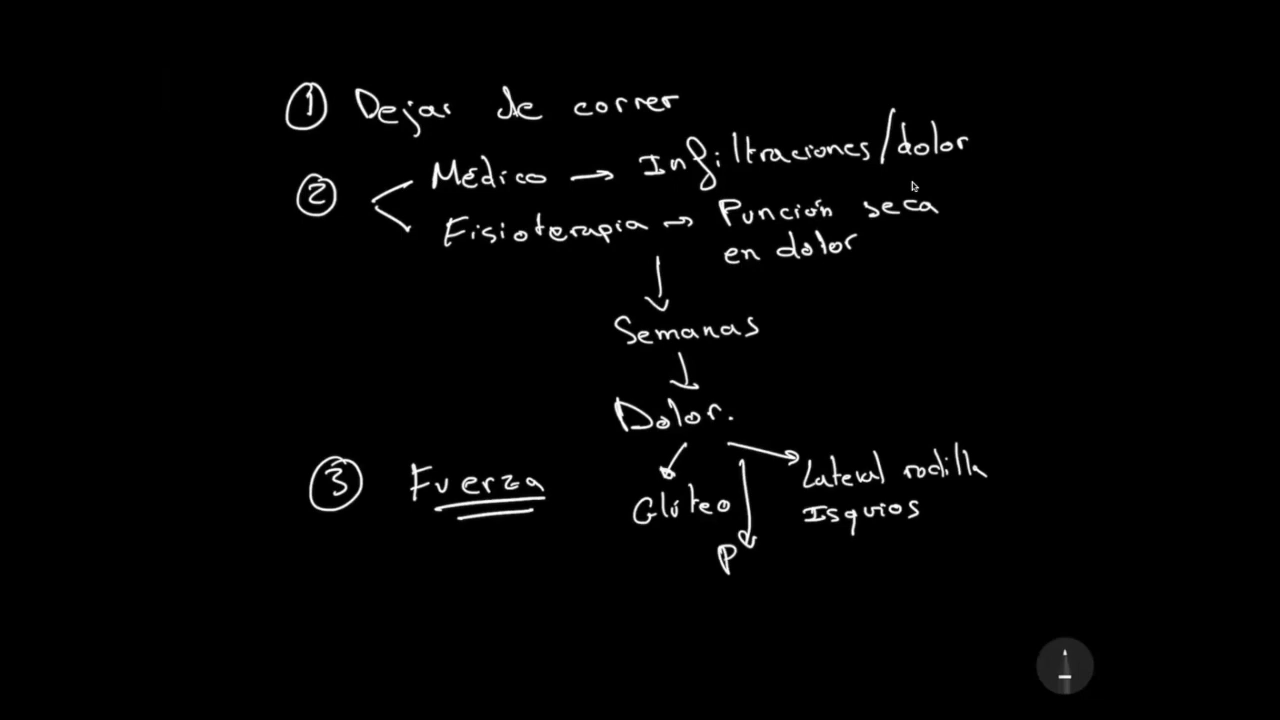 ① Dejar de correr
② Médico → Infiltraciones/dolor
Fisioterapia → Punción seca
en dolor
Semanas
Dolor.
③ Fuerza
Glúteo
Lateral rodilla
Isquios
P